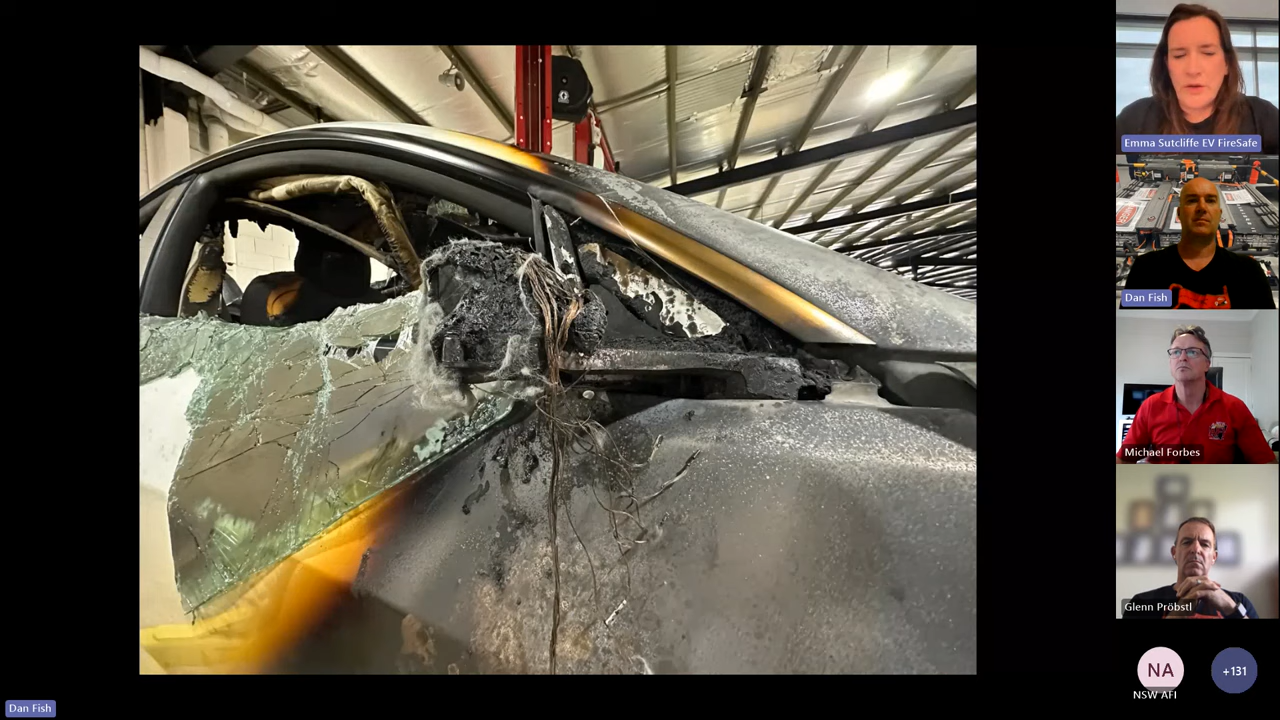 Emma Sutcliffe EV FireSafe
Dan Fish
Michael Forbes
Glenn Pröbstl
NA
+131
NSW AFI
Dan Fish